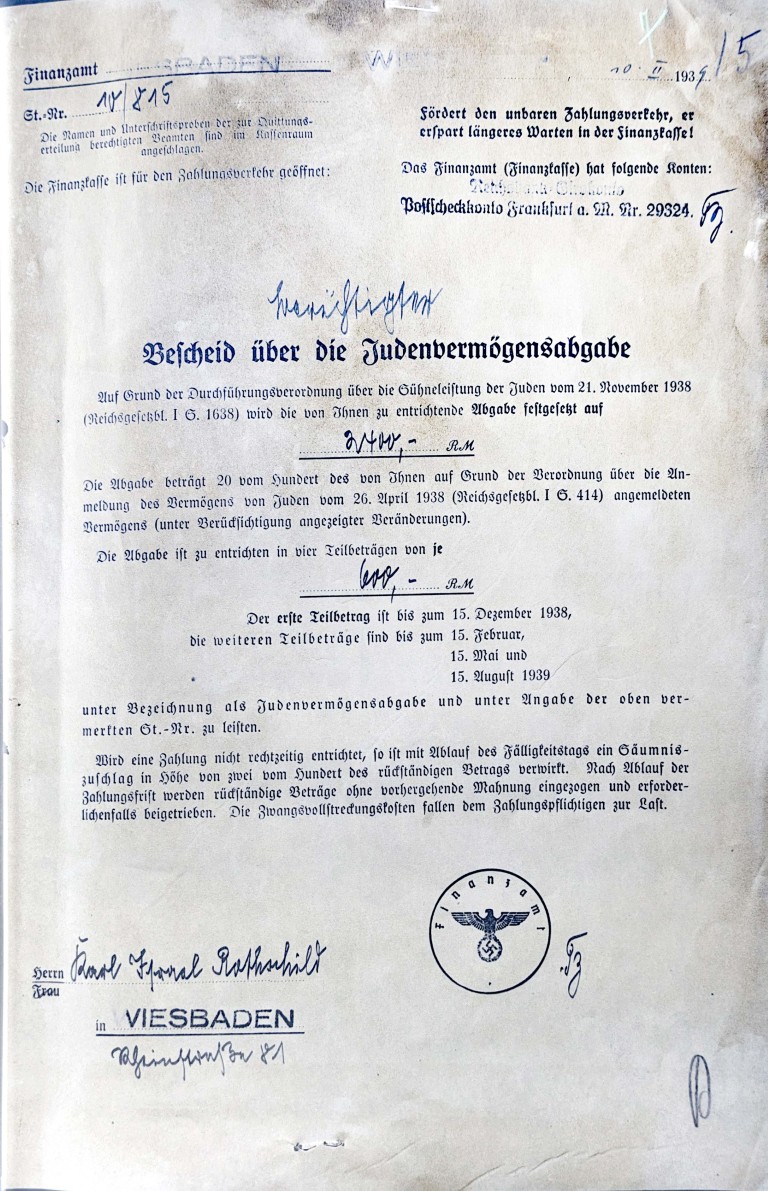 Finanzamt WIESBADEN
10. II 1939.
15
St.-Nr. 10/815
Die Namen und Unterschriftsproben der zur Quittungs-
erteilung berechtigten Beamten sind im Kassenraum
angeschlagen.
Die Finanzkasse ist für den Zahlungsverkehr geöffnet:
Fördert den unbaren Zahlungsverkehr, er
erspart längeres Warten in der Finanzkasse!
Das Finanzamt (Finanzkasse) hat folgende Konten:
Reichsbank-Girokonto
Postscheckkonto Frankfurt a. M. Nr. 29324.
berichtigter
Bescheid über die Judenvermögensabgabe
Auf Grund der Durchführungsverordnung über die Sühneleistung der Juden vom 21. November 1938
(Reichsgesetzbl. I S. 1638) wird die von Ihnen zu entrichtende Abgabe festgesetzt auf
2400,- RM
Die Abgabe beträgt 20 vom Hundert des von Ihnen auf Grund der Verordnung über die An-
meldung des Vermögens von Juden vom 26. April 1938 (Reichsgesetzbl. I S. 414) angemeldeten
Vermögens (unter Berücksichtigung angezeigter Veränderungen).
Die Abgabe ist zu entrichten in vier Teilbeträgen von je
600,- RM
Der erste Teilbetrag ist bis zum 15. Dezember 1938,
die weiteren Teilbeträge sind bis zum 15. Februar,
15. Mai und
15. August 1939
unter Bezeichnung als Judenvermögensabgabe und unter Angabe der oben ver-
merkten St.-Nr. zu leisten.
Wird eine Zahlung nicht rechtzeitig entrichtet, so ist mit Ablauf des Fälligkeitstags ein Säumnis-
zuschlag in Höhe von zwei vom Hundert des rückständigen Betrags verwirkt. Nach Ablauf der
Zahlungsfrist werden rückständige Beträge ohne vorhergehende Mahnung eingezogen und erforder-
lichenfalls beigetrieben. Die Zwangsvollstreckungskosten fallen dem Zahlungspflichtigen zur Last.
Finanzamt
Herrn Karl Israel Rothschild
Frau
in VIESBADEN
Rheinstraße 81